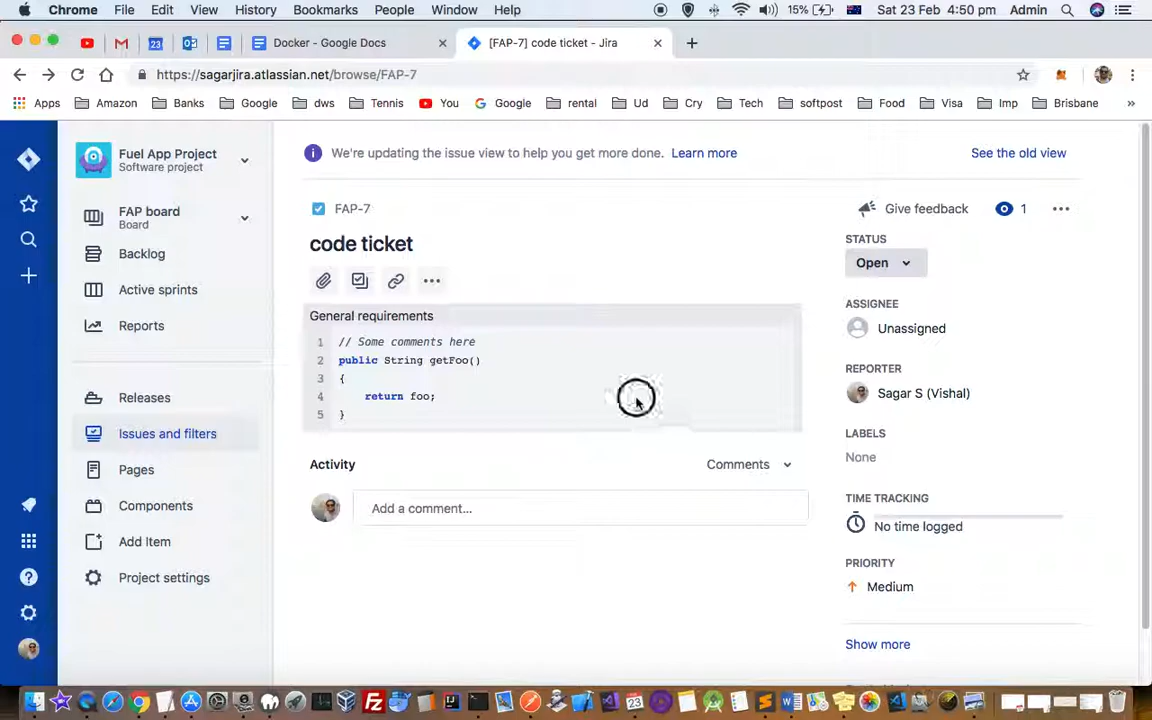 Chrome File Edit View History Bookmarks People Window Help 15% Sat 23 Feb 4:50 pm Admin
23 Docker - Google Docs × [FAP-7] code ticket - Jira × +
https://sagarjira.atlassian.net/browse/FAP-7
Apps Amazon Banks Google dws Tennis You Google rental Ud Cry Tech softpost Food Visa Imp Brisbane »
Fuel App Project
Software project
FAP board
Board
Backlog
Active sprints
Reports
Releases
Issues and filters
Pages
Components
Add Item
Project settings
We're updating the issue view to help you get more done. Learn more
See the old view
FAP-7
Give feedback
1
code ticket
General requirements
1 // Some comments here
2 public String getFoo()
3 {
4 return foo;
5 }
Activity
Comments
Add a comment…
STATUS
Open
ASSIGNEE
Unassigned
REPORTER
Sagar S (Vishal)
LABELS
None
TIME TRACKING
No time logged
PRIORITY
Medium
Show more
23